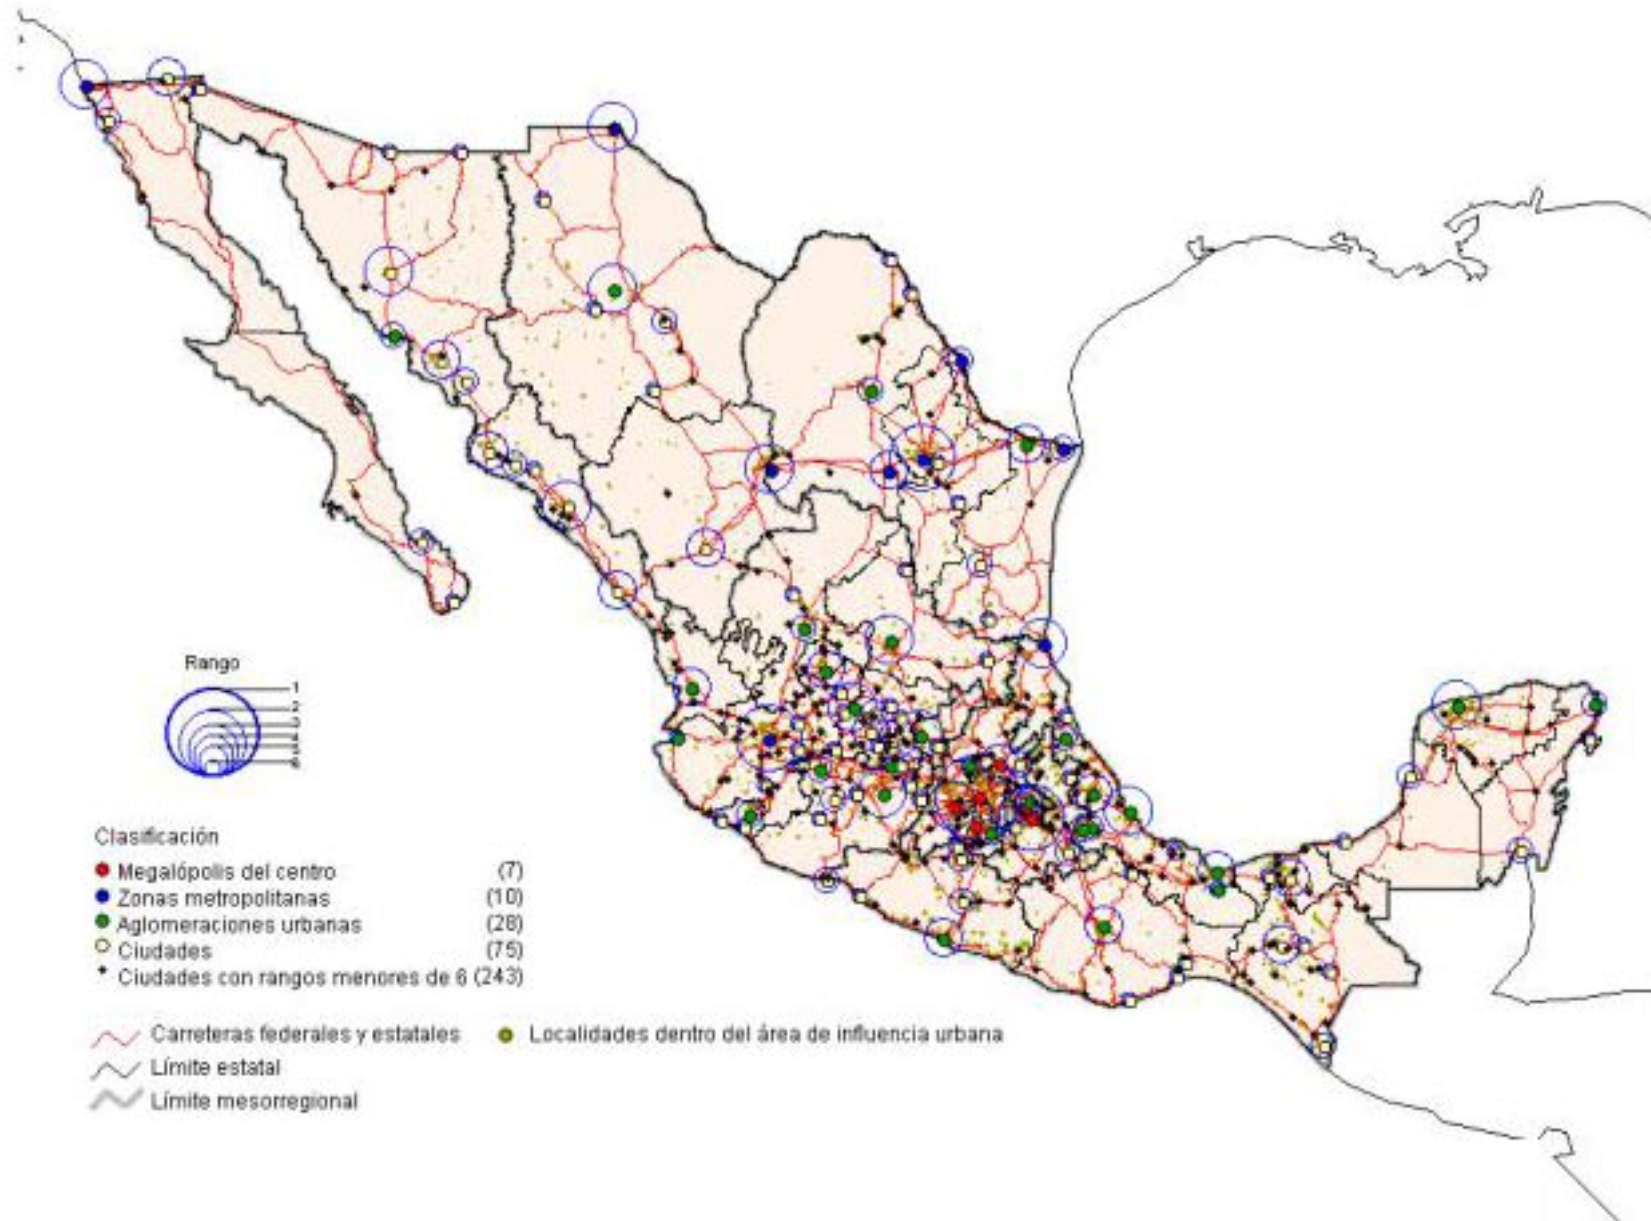 Rango
1
2
3
4
5
6
Clasificación
Megalópolis del centro (7)
Zonas metropolitanas (10)
Aglomeraciones urbanas (28)
Ciudades (75)
Ciudades con rangos menores de 6 (243)
Carreteras federales y estatales
Localidades dentro del área de influencia urbana
Límite estatal
Límite mesorregional